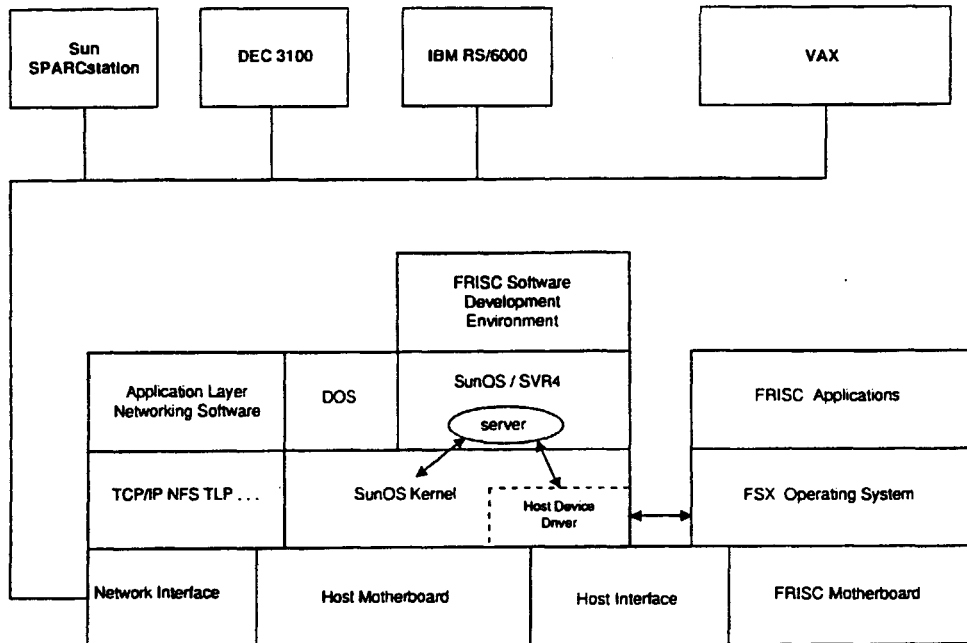 Sun
SPARCstation
DEC 3100
IBM RS/6000
VAX
FRISC Software
Development
Environment
Application Layer
Networking Software
DOS
SunOS / SVR4
server
FRISC Applications
TCP/IP NFS TLP . . .
SunOS Kernel
Host Device
Driver
FSX Operating System
Network Interface
Host Motherboard
Host Interface
FRISC Motherboard